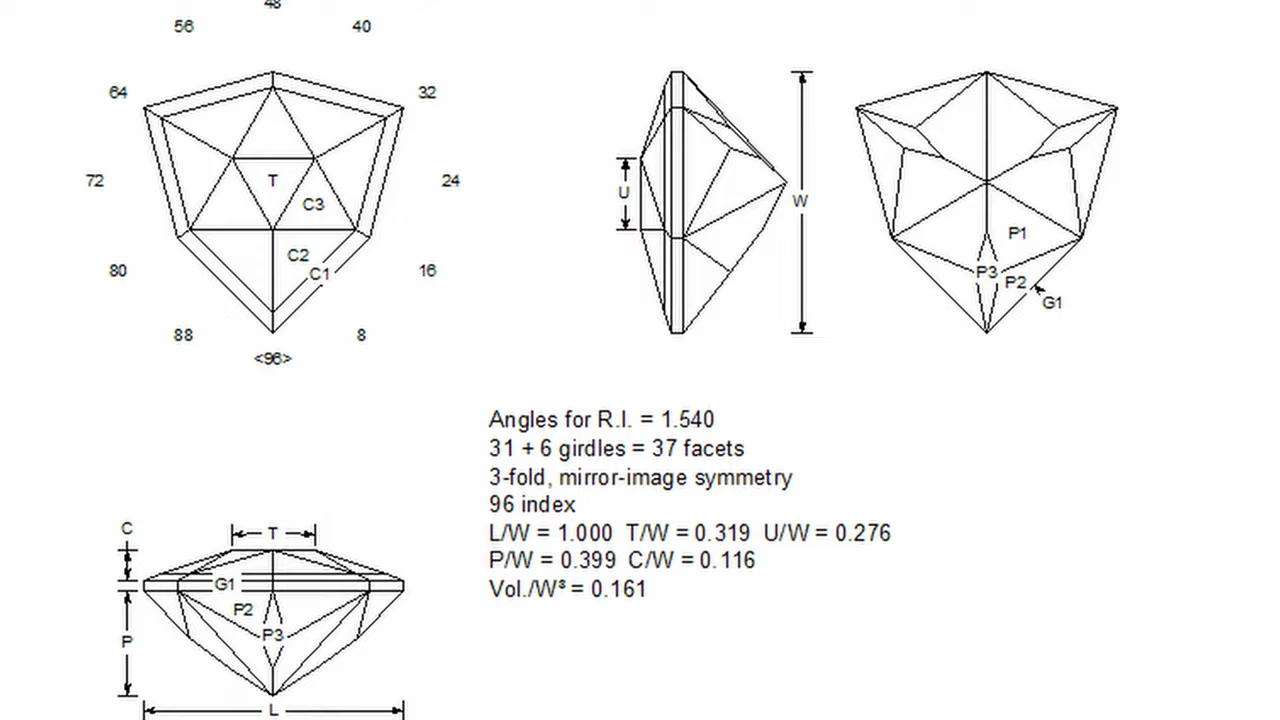 48
56 40
64 32
72 T 24
U
W
C3
P1
C2
C1
80 16
P3
P2
G1
88 8
<96>
Angles for R.I. = 1.540
31 + 6 girdles = 37 facets
3-fold, mirror-image symmetry
96 index
L/W = 1.000 T/W = 0.319 U/W = 0.276
P/W = 0.399 C/W = 0.116
Vol./W³ = 0.161
C
T
G1
P2
P3
P
L